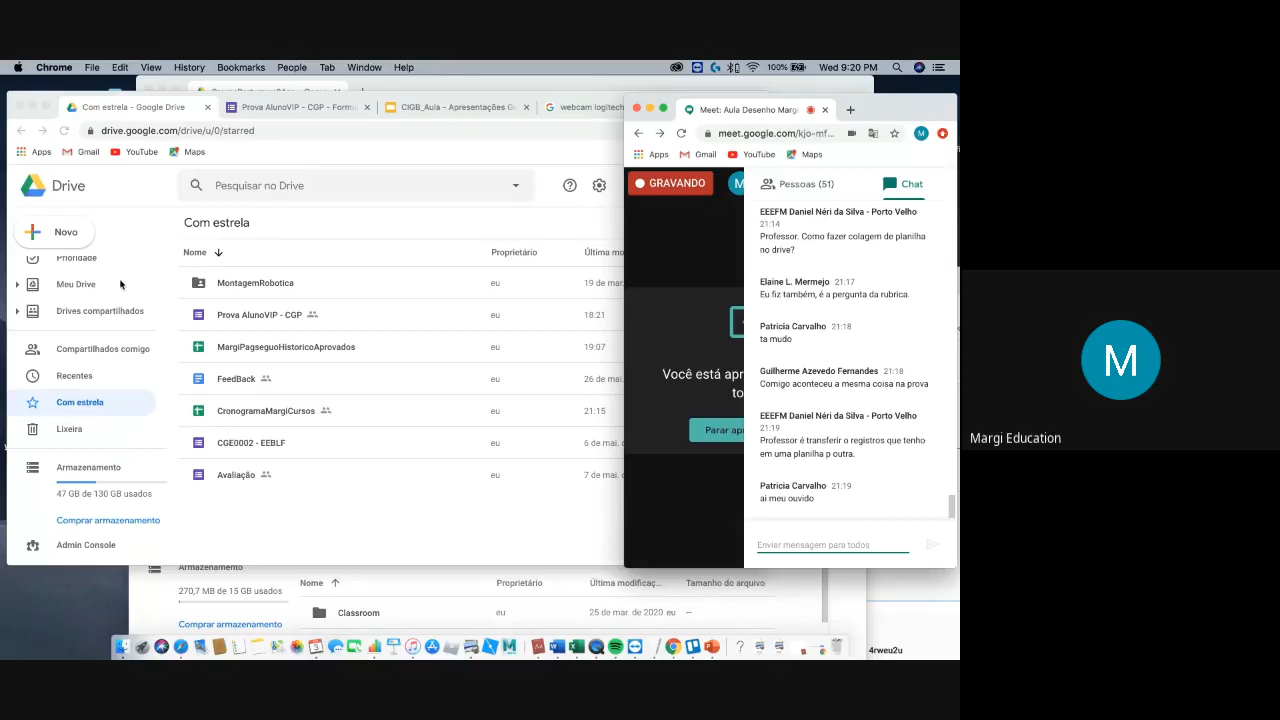 Chrome File Edit View History Bookmarks People Tab Window Help
100% Wed 9:20 PM
Com estrela - Google Drive
Prova AlunoVIP - CGP - Formu
CIGB_Aula - Apresentações G
webcam logitech
drive.google.com/drive/u/0/starred
Apps Gmail YouTube Maps
Drive
Pesquisar no Drive
Novo
Prioridade
Meu Drive
Drives compartilhados
Compartilhados comigo
Recentes
Com estrela
Lixeira
Armazenamento
47 GB de 130 GB usados
Comprar armazenamento
Admin Console
Com estrela
Nome Proprietário Última mo
MontagemRobotica eu 19 de mar.
Prova AlunoVIP - CGP eu 18:21
MargiPagseguroHistoricoAprovados eu 19:07
FeedBack eu 26 de mai.
CronogramaMargiCursos eu 21:15
CGE0002 - EEBLF eu 6 de mai.
Avaliação eu 7 de mai.
Meet: Aula Desenho Margi
meet.google.com/kjo-mf...
M
Apps Gmail YouTube Maps
GRAVANDO
M
Você está apr
to
Parar apr
Pessoas (51) Chat
EEEFM Daniel Néri da Silva - Porto Velho
21:14
Professor. Como fazer colagem de planilha
no drive?
Elaine L. Mermejo 21:17
Eu fiz também, é a pergunta da rubrica.
Patricia Carvalho 21:18
ta mudo
Guilherme Azevedo Fernandes 21:18
Comigo aconteceu a mesma coisa na prova
EEEFM Daniel Néri da Silva - Porto Velho
21:19
Professor é transferir o registros que tenho
em uma planilha p outra.
Patricia Carvalho 21:19
ai meu ouvido
Enviar mensagem para todos
Armazenamento
270,7 MB de 15 GB usados
Comprar armazenamento
Nome Proprietário Última modificaç... Tamanho do arquivo
Classroom eu 25 de mar. de 2020 eu —
4rweu2u
M
Margi Education